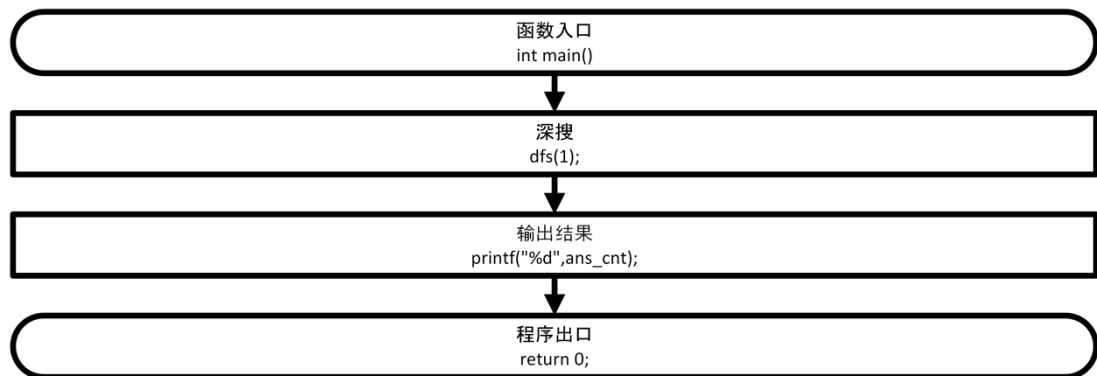 函数入口
int main()
深搜
dfs(1);
输出结果
printf("%d",ans_cnt);
程序出口
return 0;